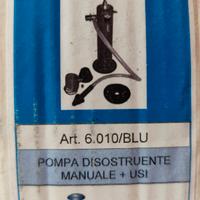 Art. 6.010/BLU
POMPA DISOSTRUENTE
MANUALE + USI